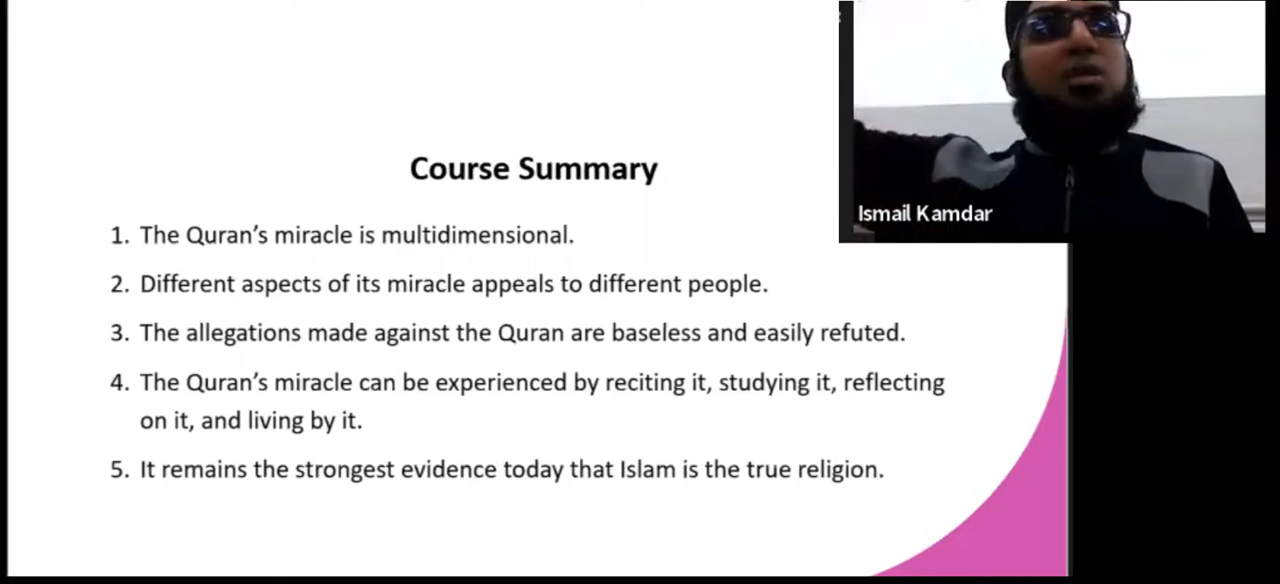 Course Summary
1. The Quran’s miracle is multidimensional.
2. Different aspects of its miracle appeals to different people.
3. The allegations made against the Quran are baseless and easily refuted.
4. The Quran’s miracle can be experienced by reciting it, studying it, reflecting
on it, and living by it.
5. It remains the strongest evidence today that Islam is the true religion.
Ismail Kamdar